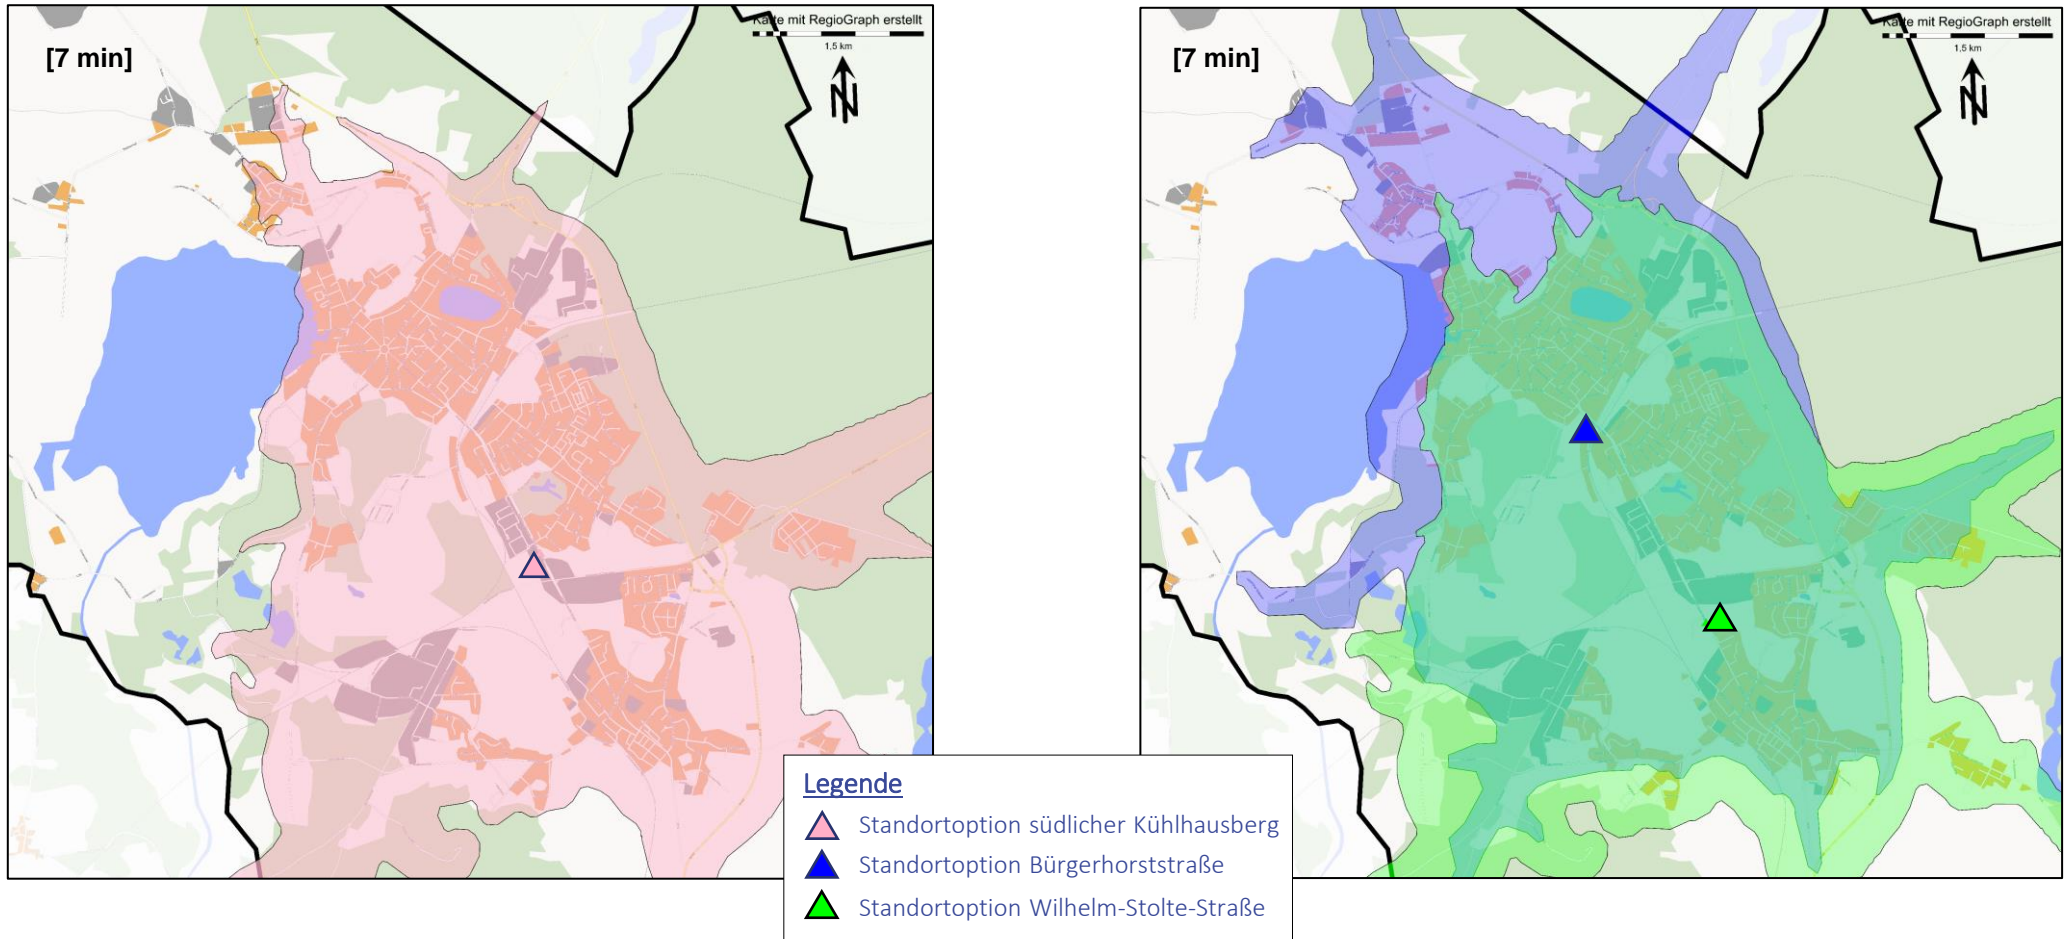 Karte mit RegioGraph erstellt
1,5 km
[7 min]
N
Karte mit RegioGraph erstellt
1,5 km
[7 min]
N
Legende
Standortoption südlicher Kühlhausberg
Standortoption Bürgerhorststraße
Standortoption Wilhelm-Stolte-Straße